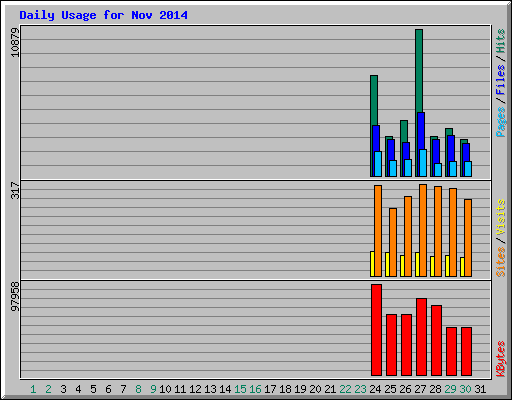 Daily Usage for Nov 2014
10879
317
97958
Pages / Files / Hits
Sites / Visits
KBytes
1 2 3 4 5 6 7 8 9 10 11 12 13 14 15 16 17 18 19 20 21 22 23 24 25 26 27 28 29 30 31